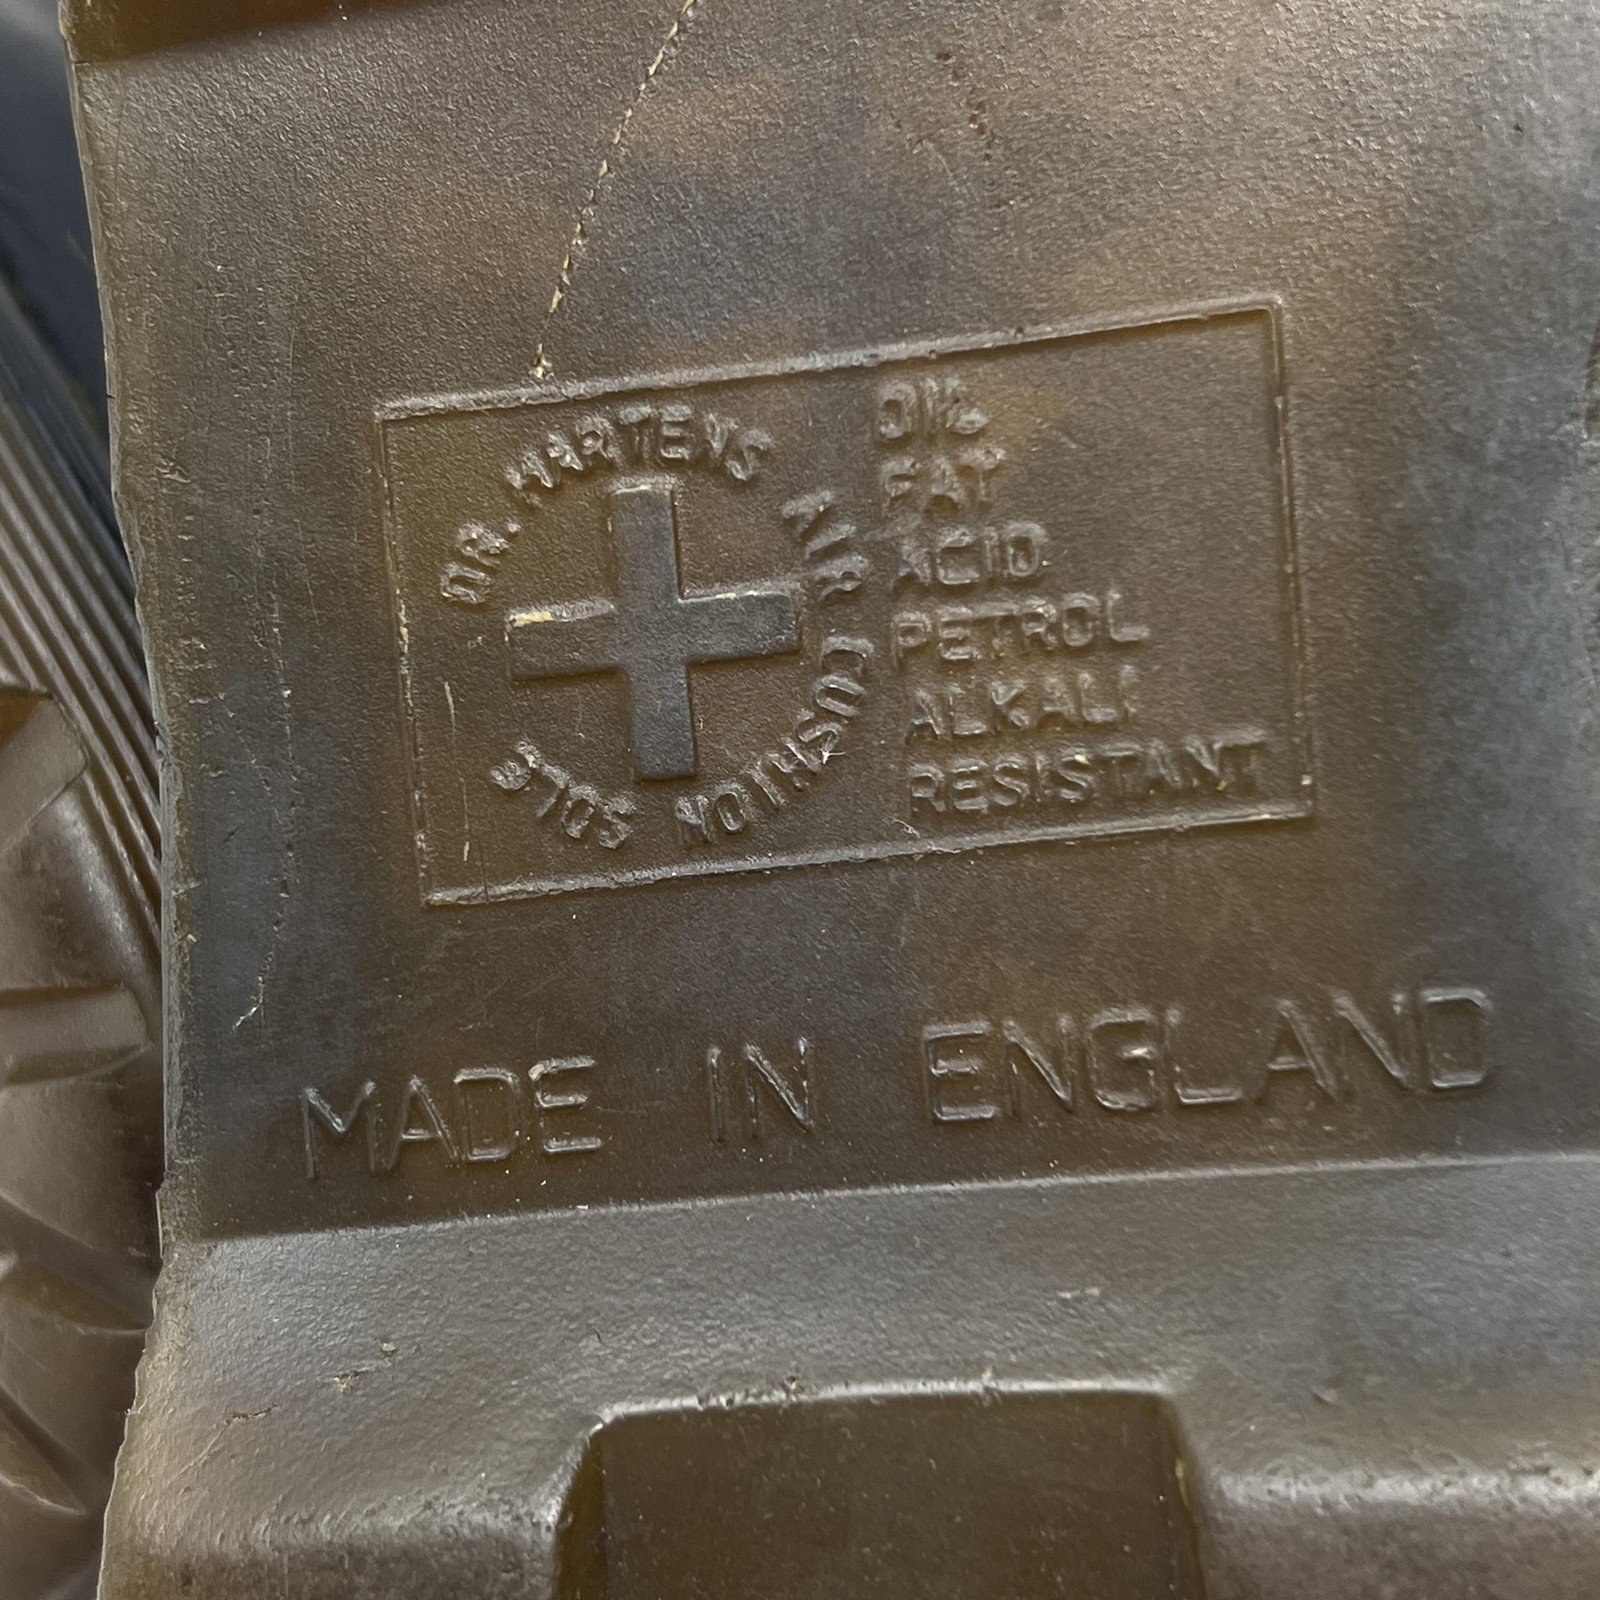 DR. MARTENS AIR CUSHION SOLE
OIL
FAT
ACID
PETROL
ALKALI
RESISTANT
MADE IN ENGLAND